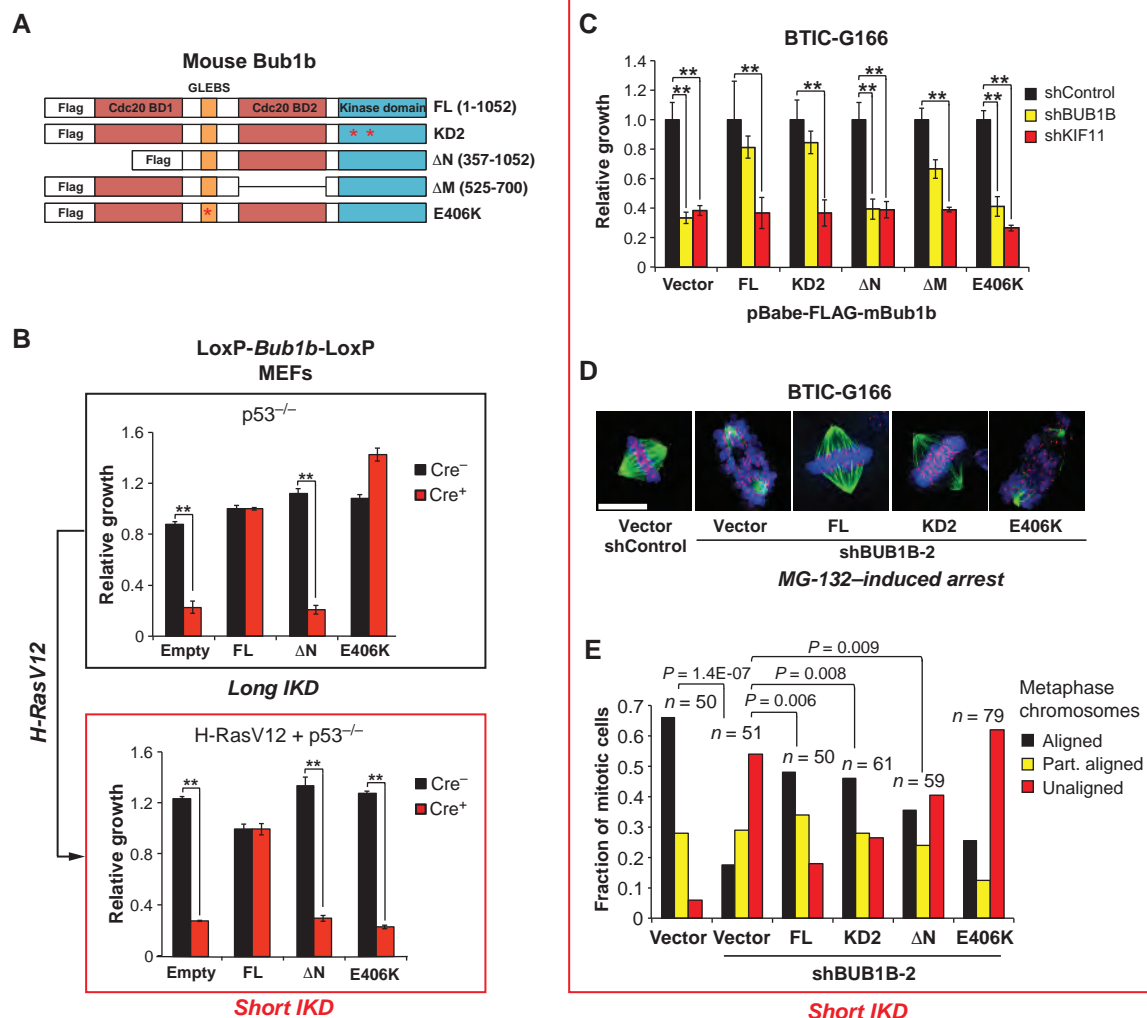 A
Mouse Bub1b
GLEBS
Flag Cdc20 BD1 Cdc20 BD2 Kinase domain FL (1-1052)
Flag * * KD2
Flag ΔN (357-1052)
Flag ΔM (525-700)
Flag * E406K
B
LoxP-Bub1b-LoxP
MEFs
p53–/–
Relative growth
1.6
1.2
0.8
0.4
0
** **
Cre–
Cre+
Empty FL ΔN E406K
Long IKD
H-RasV12
H-RasV12 + p53–/–
Relative growth
1.6
1.2
0.8
0.4
0
** ** **
Cre–
Cre+
Empty FL ΔN E406K
Short IKD
C
BTIC-G166
Relative growth
1.4
1.2
1.0
0.8
0.6
0.4
0.2
0
** ** ** ** ** ** ** ** **
shControl
shBUB1B
shKIF11
Vector FL KD2 ΔN ΔM E406K
pBabe-FLAG-mBub1b
D
BTIC-G166
Vector Vector FL KD2 E406K
shControl shBUB1B-2
MG-132–induced arrest
E
Fraction of mitotic cells
0.7
0.6
0.5
0.4
0.3
0.2
0.1
0
P = 0.009
P = 1.4E-07
P = 0.008
P = 0.006
n = 50
n = 51
n = 50
n = 61
n = 59
n = 79
Metaphase
chromosomes
Aligned
Part. aligned
Unaligned
Vector Vector FL KD2 ΔN E406K
shBUB1B-2
Short IKD